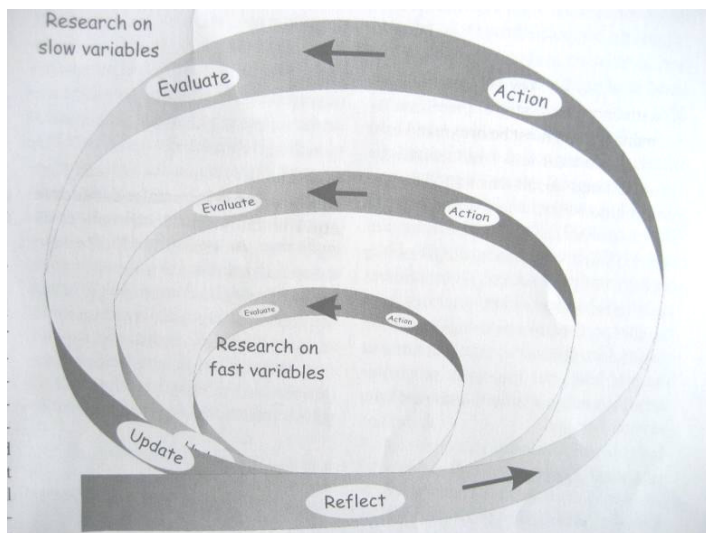 Research on
slow variables
Evaluate
Action
Evaluate
Action
Evaluate
Action
Research on
fast variables
Update
Reflect